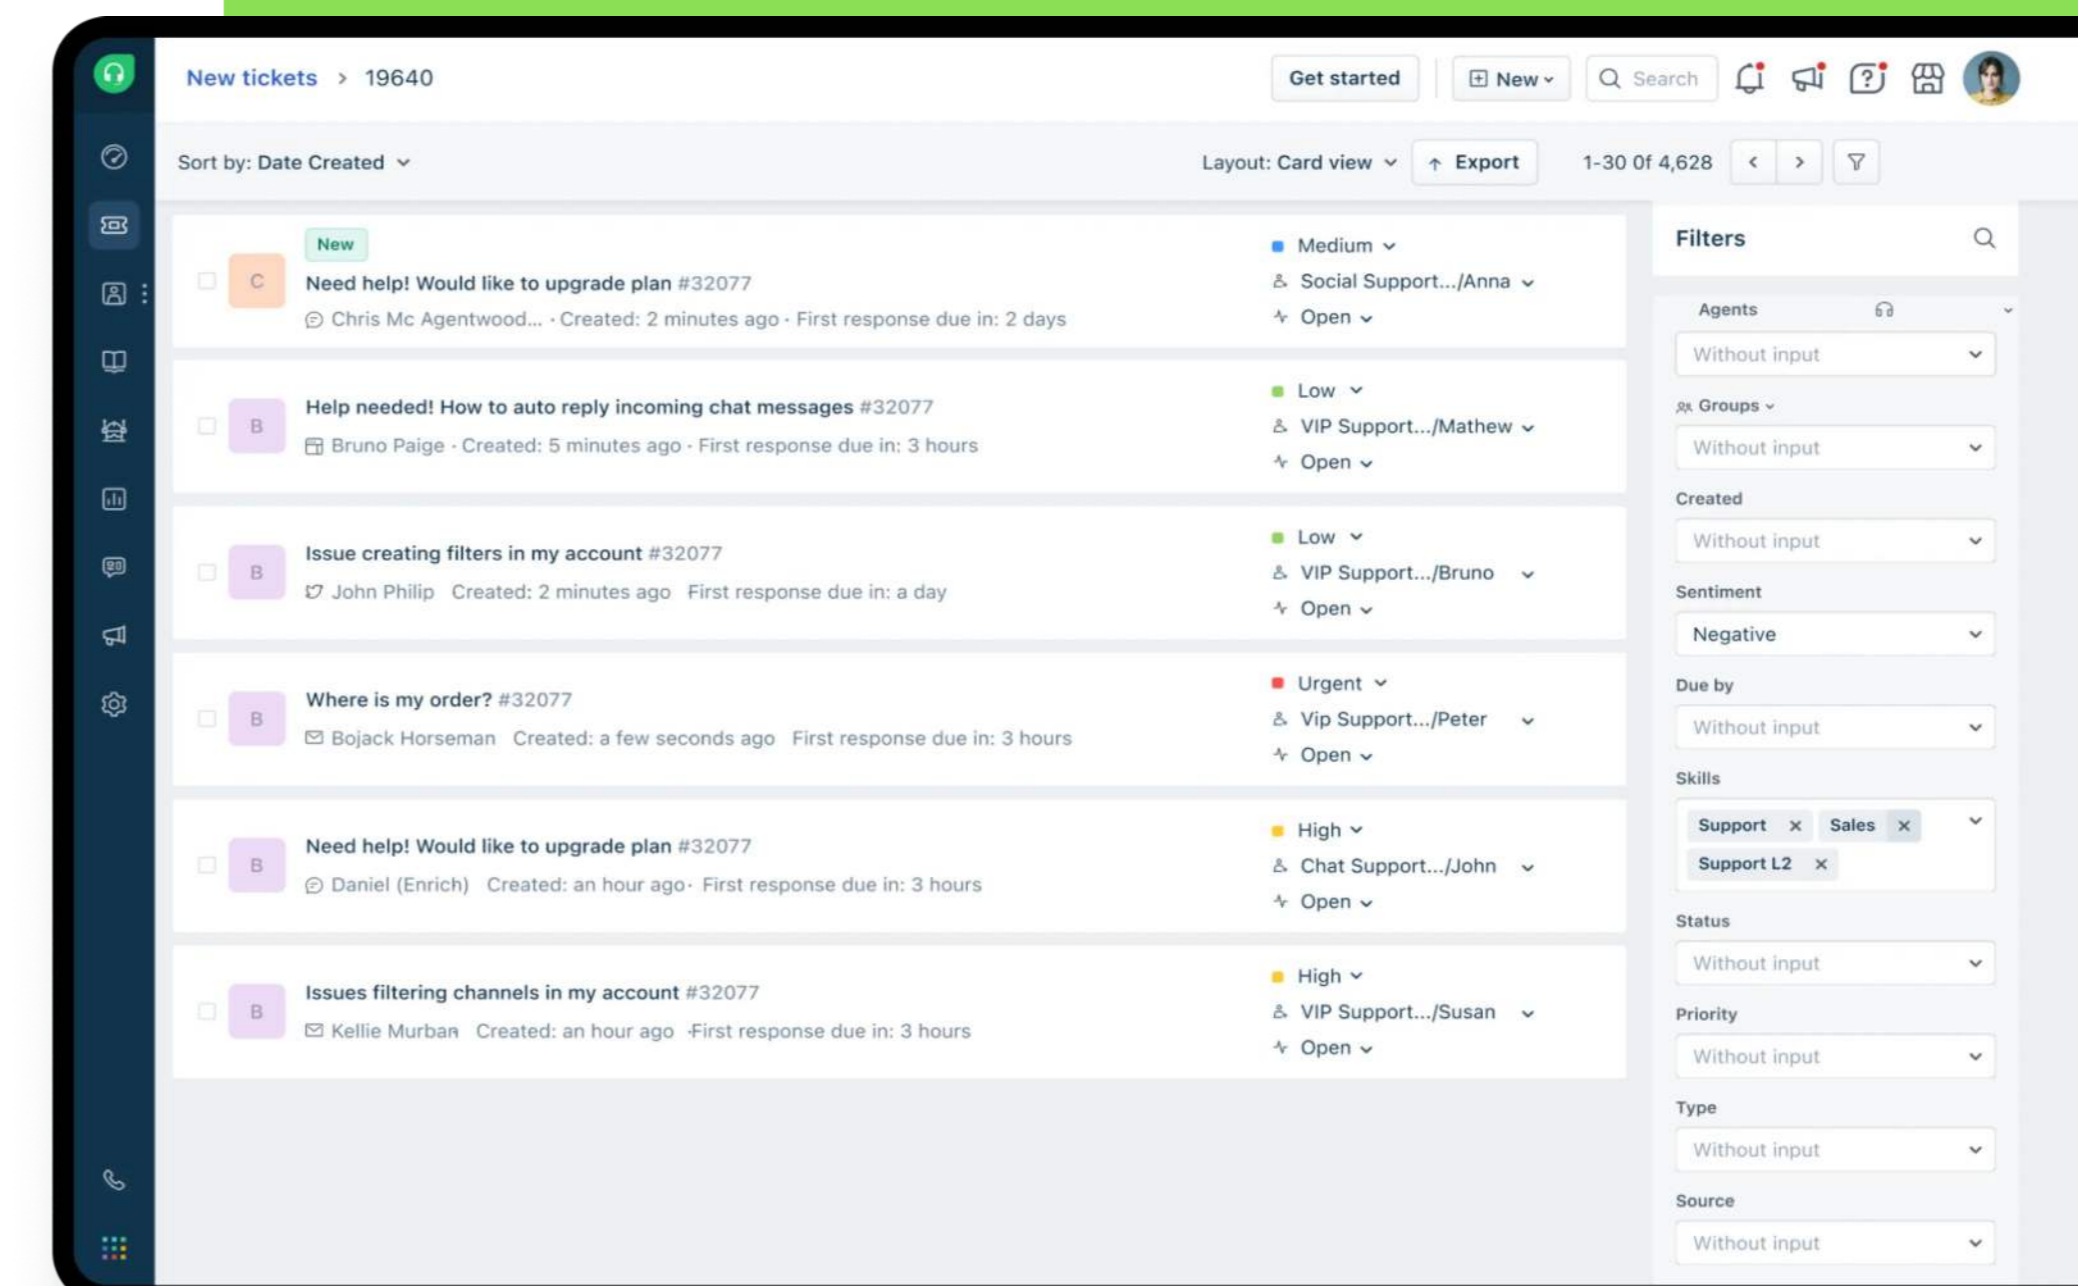 New tickets > 19640
Get started
New
Search
Sort by: Date Created
Layout: Card view
Export
1-30 Of 4,628
New
C
Need help! Would like to upgrade plan #32077
Chris Mc Agentwood... · Created: 2 minutes ago · First response due in: 2 days
Medium
Social Support.../Anna
Open
B
Help needed! How to auto reply incoming chat messages #32077
Bruno Paige · Created: 5 minutes ago · First response due in: 3 hours
Low
VIP Support.../Mathew
Open
B
Issue creating filters in my account #32077
John Philip Created: 2 minutes ago First response due in: a day
Low
VIP Support.../Bruno
Open
B
Where is my order? #32077
Bojack Horseman Created: a few seconds ago First response due in: 3 hours
Urgent
Vip Support.../Peter
Open
B
Need help! Would like to upgrade plan #32077
Daniel (Enrich) Created: an hour ago· First response due in: 3 hours
High
Chat Support.../John
Open
B
Issues filtering channels in my account #32077
Kellie Murban Created: an hour ago ·First response due in: 3 hours
High
VIP Support.../Susan
Open
Filters
Agents
Without input
Groups
Without input
Created
Without input
Sentiment
Negative
Due by
Without input
Skills
Support × Sales ×
Support L2 ×
Status
Without input
Priority
Without input
Type
Without input
Source
Without input